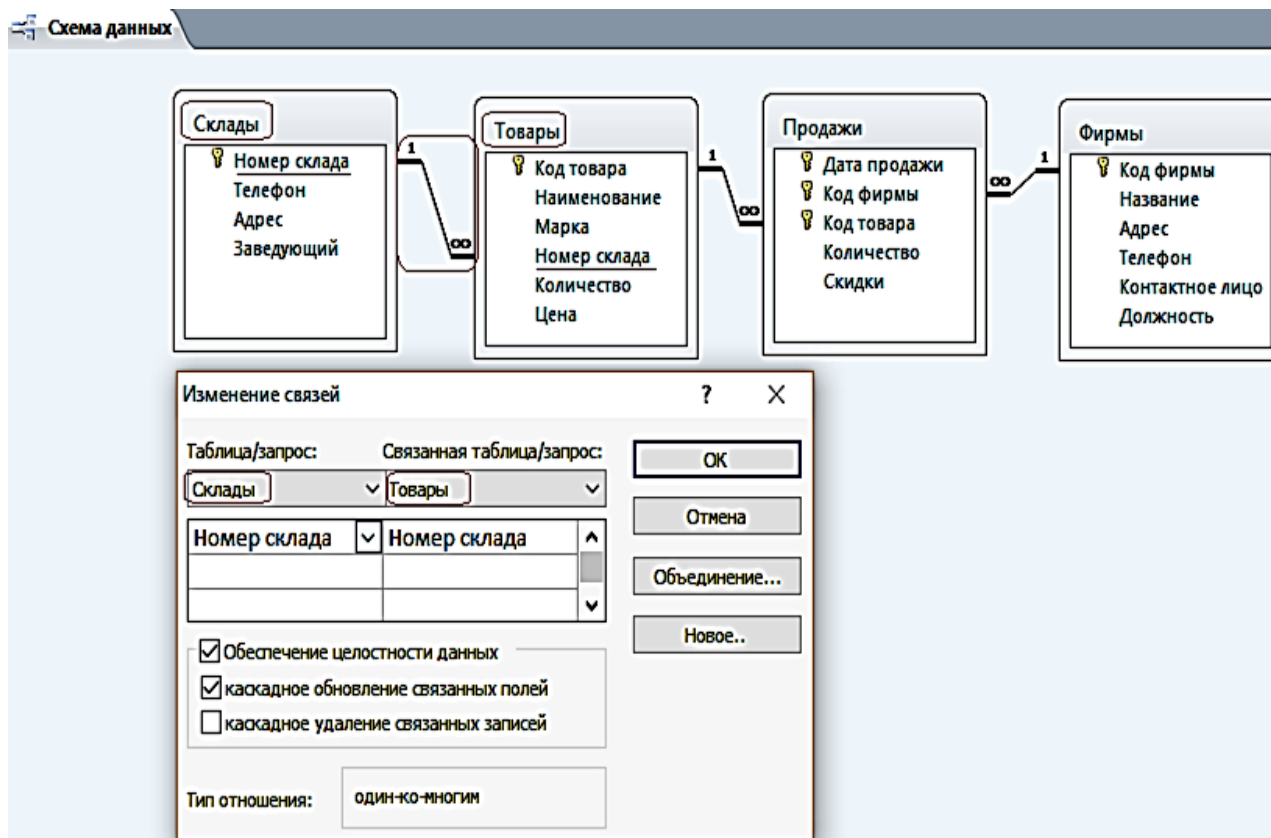 Схема данных
Склады
Номер склада
Телефон
Адрес
Заведующий
1
∞
Товары
Код товара
Наименование
Марка
Номер склада
Количество
Цена
1
∞
Продажи
Дата продажи
Код фирмы
Код товара
Количество
Скидки
∞
1
Фирмы
Код фирмы
Название
Адрес
Телефон
Контактное лицо
Должность
Изменение связей ? X
Таблица/запрос: Связанная таблица/запрос:
Склады Товары
Номер склада Номер склада
Обеспечение целостности данных
каскадное обновление связанных полей
каскадное удаление связанных записей
Тип отношения: один-ко-многим
ОК
Отмена
Объединение...
Новое..